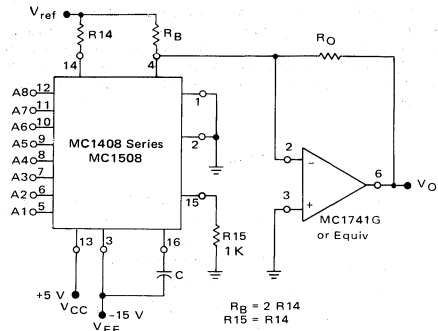 Vref
R14
RB
RO
14
4
A8 12
A7 11
A6 10
A5 9
A4 8
A3 7
A2 6
A1 5
MC1408 Series
MC1508
1
2
15
R15
1 K
13
3
16
C
+5 V
VCC
-15 V
VEE
2
3
6
−
+
VO
MC1741G
or Equiv
RB = 2 R14
R15 = R14